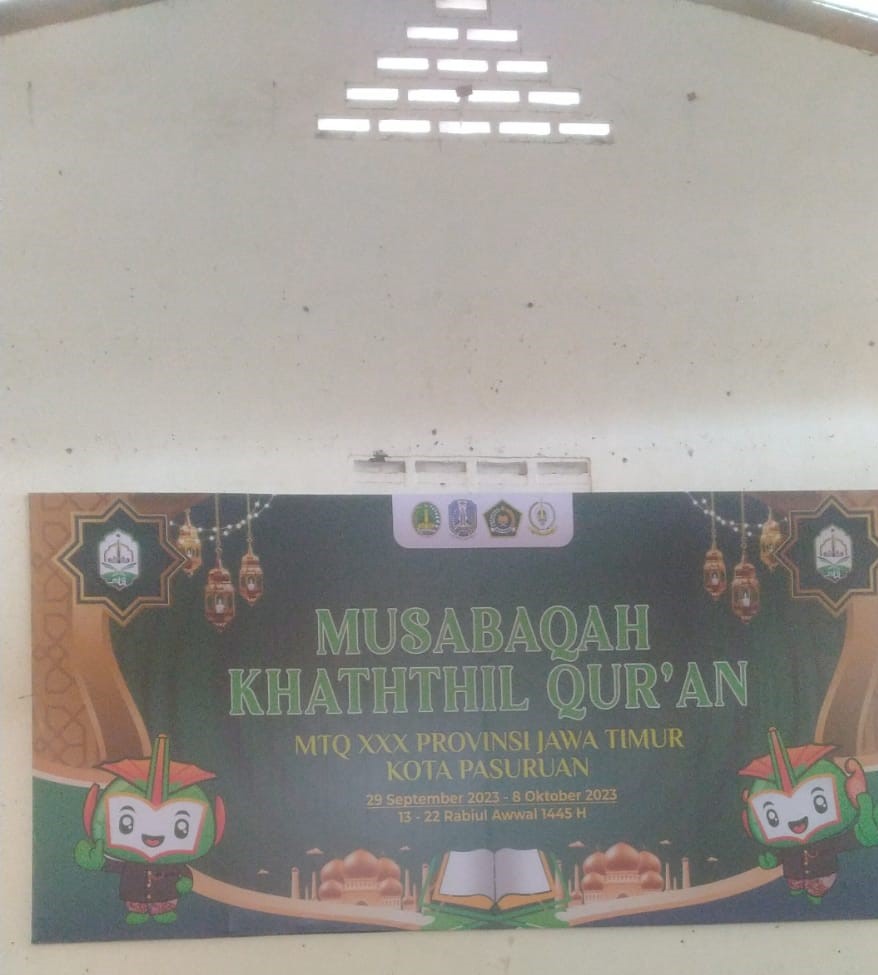 MUSABAQAH
KHATHTHIL QUR'AN
MTQ XXX PROVINSI JAWA TIMUR
KOTA PASURUAN
29 September 2023 - 8 Oktober 2023
13 - 22 Rabiul Awwal 1445 H